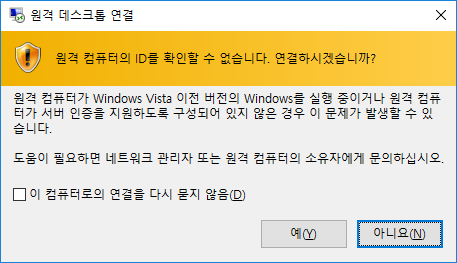 원격 데스크톱 연결
원격 컴퓨터의 ID를 확인할 수 없습니다. 연결하시겠습니까?
원격 컴퓨터가 Windows Vista 이전 버전의 Windows를 실행 중이거나 원격 컴퓨
터가 서버 인증을 지원하도록 구성되어 있지 않은 경우 이 문제가 발생할 수 있
습니다.
도움이 필요하면 네트워크 관리자 또는 원격 컴퓨터의 소유자에게 문의하십시오.
이 컴퓨터로의 연결을 다시 묻지 않음(D)
예(Y)
아니요(N)